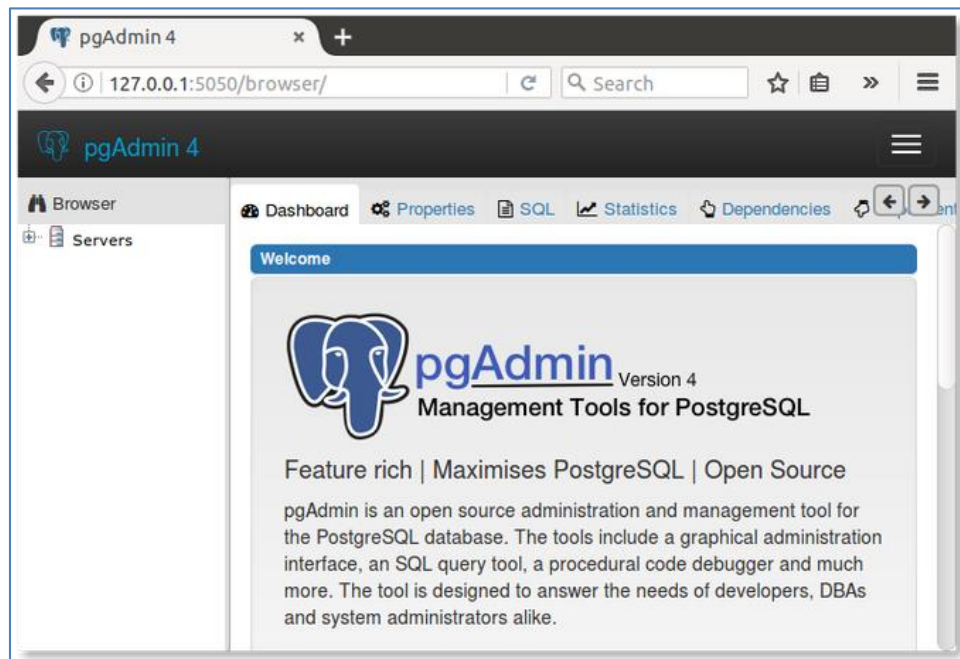 pgAdmin 4
127.0.0.1:5050/browser/
Search
pgAdmin 4
Browser
Dashboard
Properties
SQL
Statistics
Dependencies
Servers
Welcome
pgAdmin Version 4
Management Tools for PostgreSQL
Feature rich | Maximises PostgreSQL | Open Source
pgAdmin is an open source administration and management tool for
the PostgreSQL database. The tools include a graphical administration
interface, an SQL query tool, a procedural code debugger and much
more. The tool is designed to answer the needs of developers, DBAs
and system administrators alike.